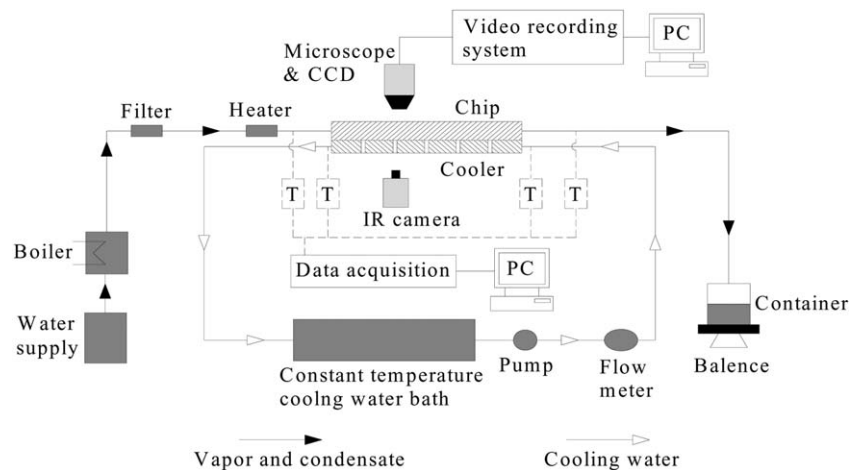 Video recording
system
PC
Microscope
& CCD
Filter
Heater
Chip
Cooler
T
T
T
T
IR camera
Boiler
Data acquisition
PC
Water
supply
Container
Constant temperature
coolng water bath
Pump
Flow
meter
Balence
Vapor and condensate
Cooling water